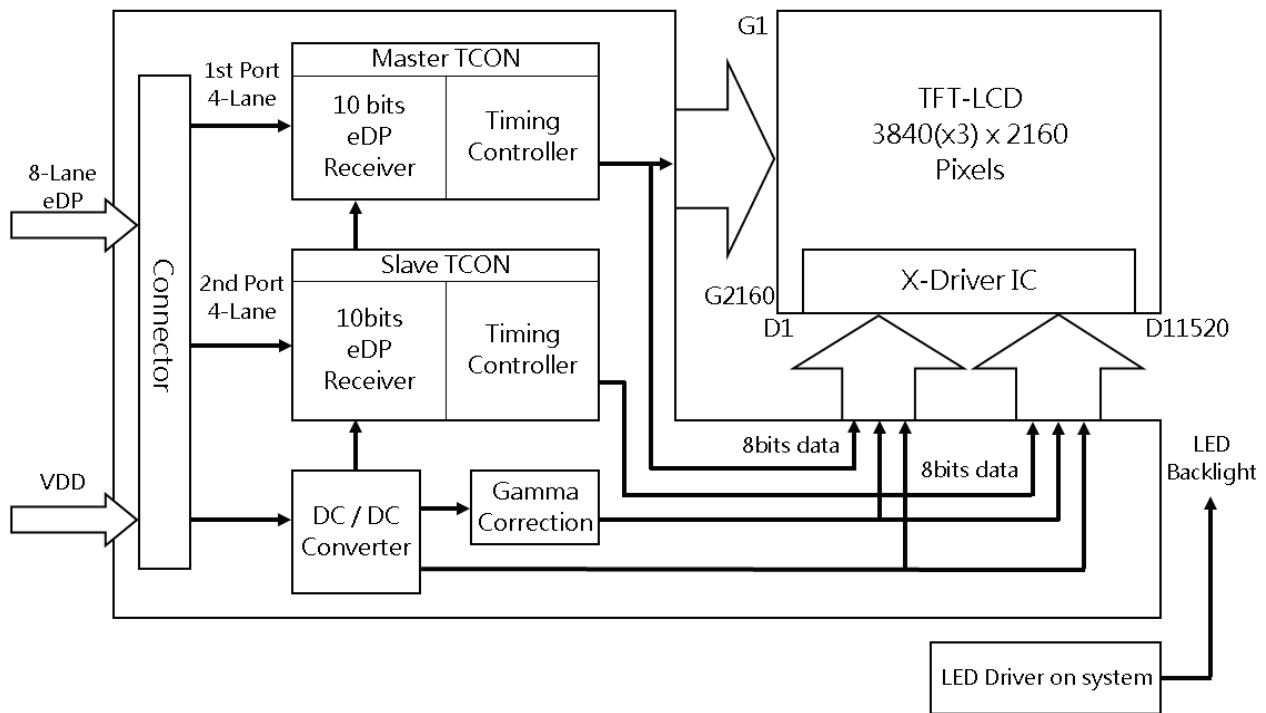 8-Lane
eDP
VDD
Connector
1st Port
4-Lane
2nd Port
4-Lane
Master TCON
10 bits
eDP
Receiver
Timing
Controller
Slave TCON
10bits
eDP
Receiver
Timing
Controller
DC / DC
Converter
Gamma
Correction
G1
TFT-LCD
3840(x3) x 2160
Pixels
X-Driver IC
G2160
D1
D11520
8bits data
8bits data
LED
Backlight
LED Driver on system